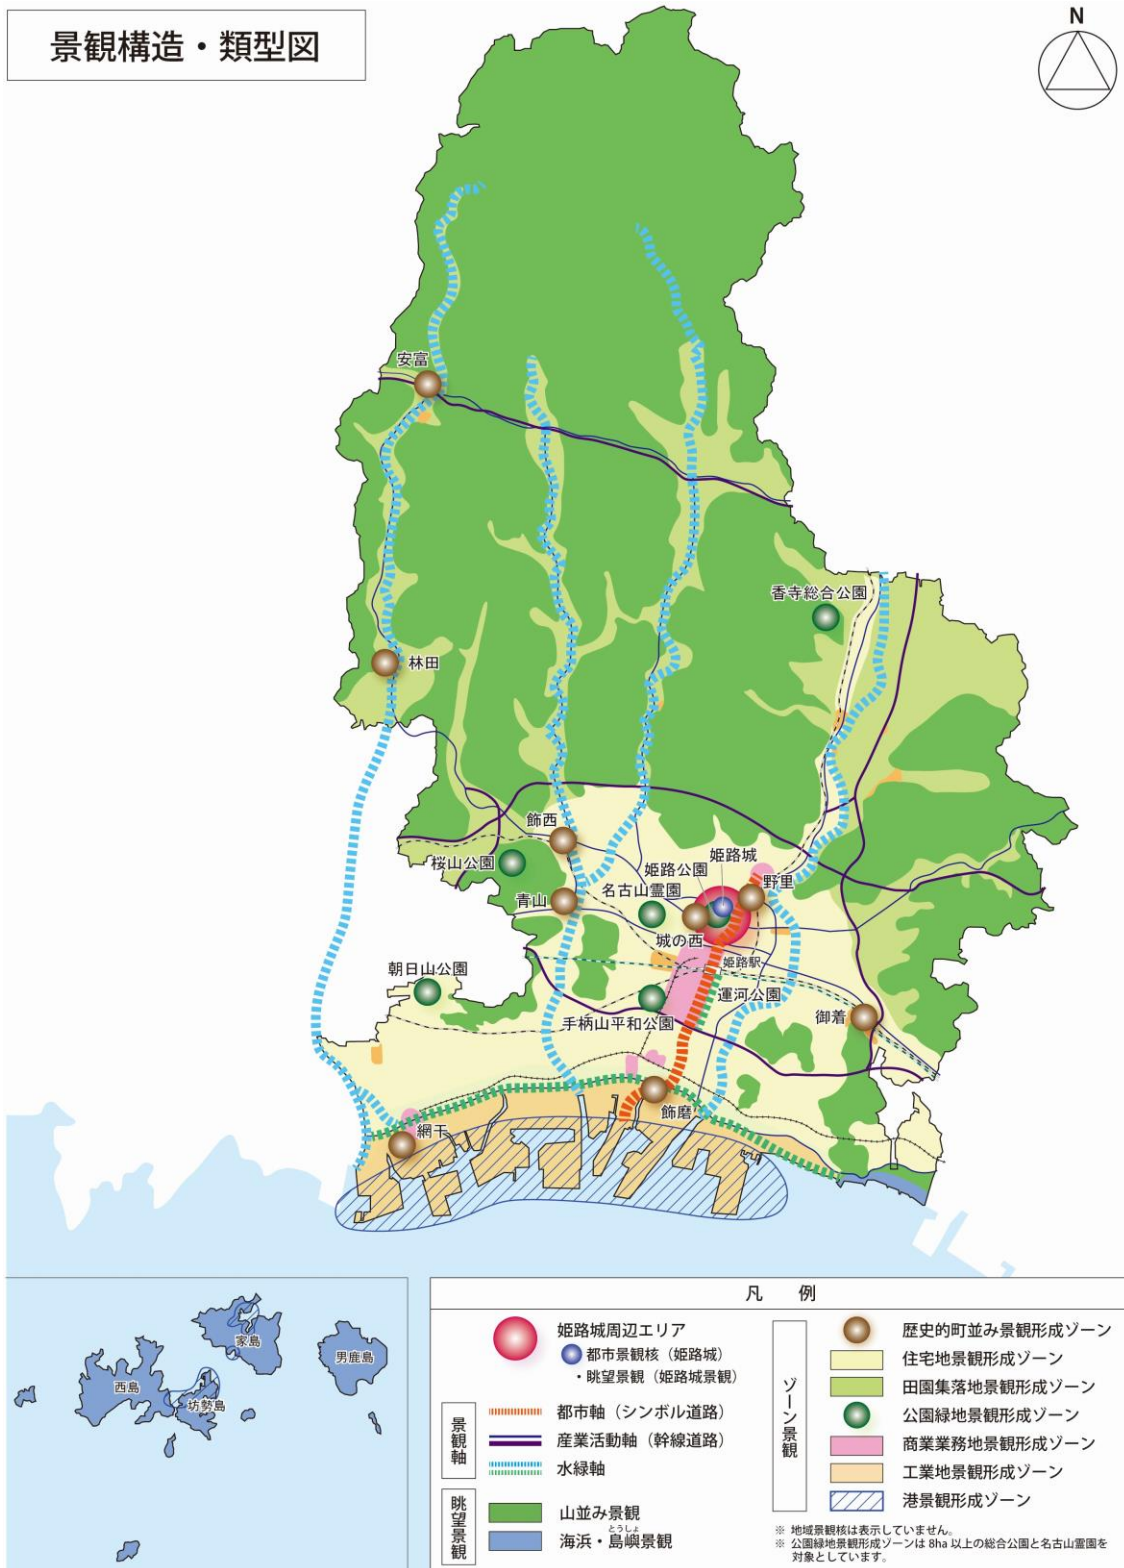 景観構造・類型図
N
安富
香寺総合公園
林田
飾西
姫路城
桜山公園
姫路公園
野里
名古山霊園
青山
城の西
姫路駅
朝日山公園
運河公園
御着
手柄山平和公園
飾磨
網干
家島
男鹿島
西島
坊勢島
凡 例
姫路城周辺エリア
都市景観核（姫路城）
・眺望景観（姫路城景観）
景観軸
都市軸（シンボル道路）
産業活動軸（幹線道路）
水緑軸
眺望景観
山並み景観
とうしょ
海浜・島嶼景観
ゾーン景観
歴史的町並み景観形成ゾーン
住宅地景観形成ゾーン
田園集落地景観形成ゾーン
公園緑地景観形成ゾーン
商業業務地景観形成ゾーン
工業地景観形成ゾーン
港景観形成ゾーン
※ 地域景観核は表示していません。
※ 公園緑地景観形成ゾーンは 8ha 以上の総合公園と名古山霊園を
対象としています。